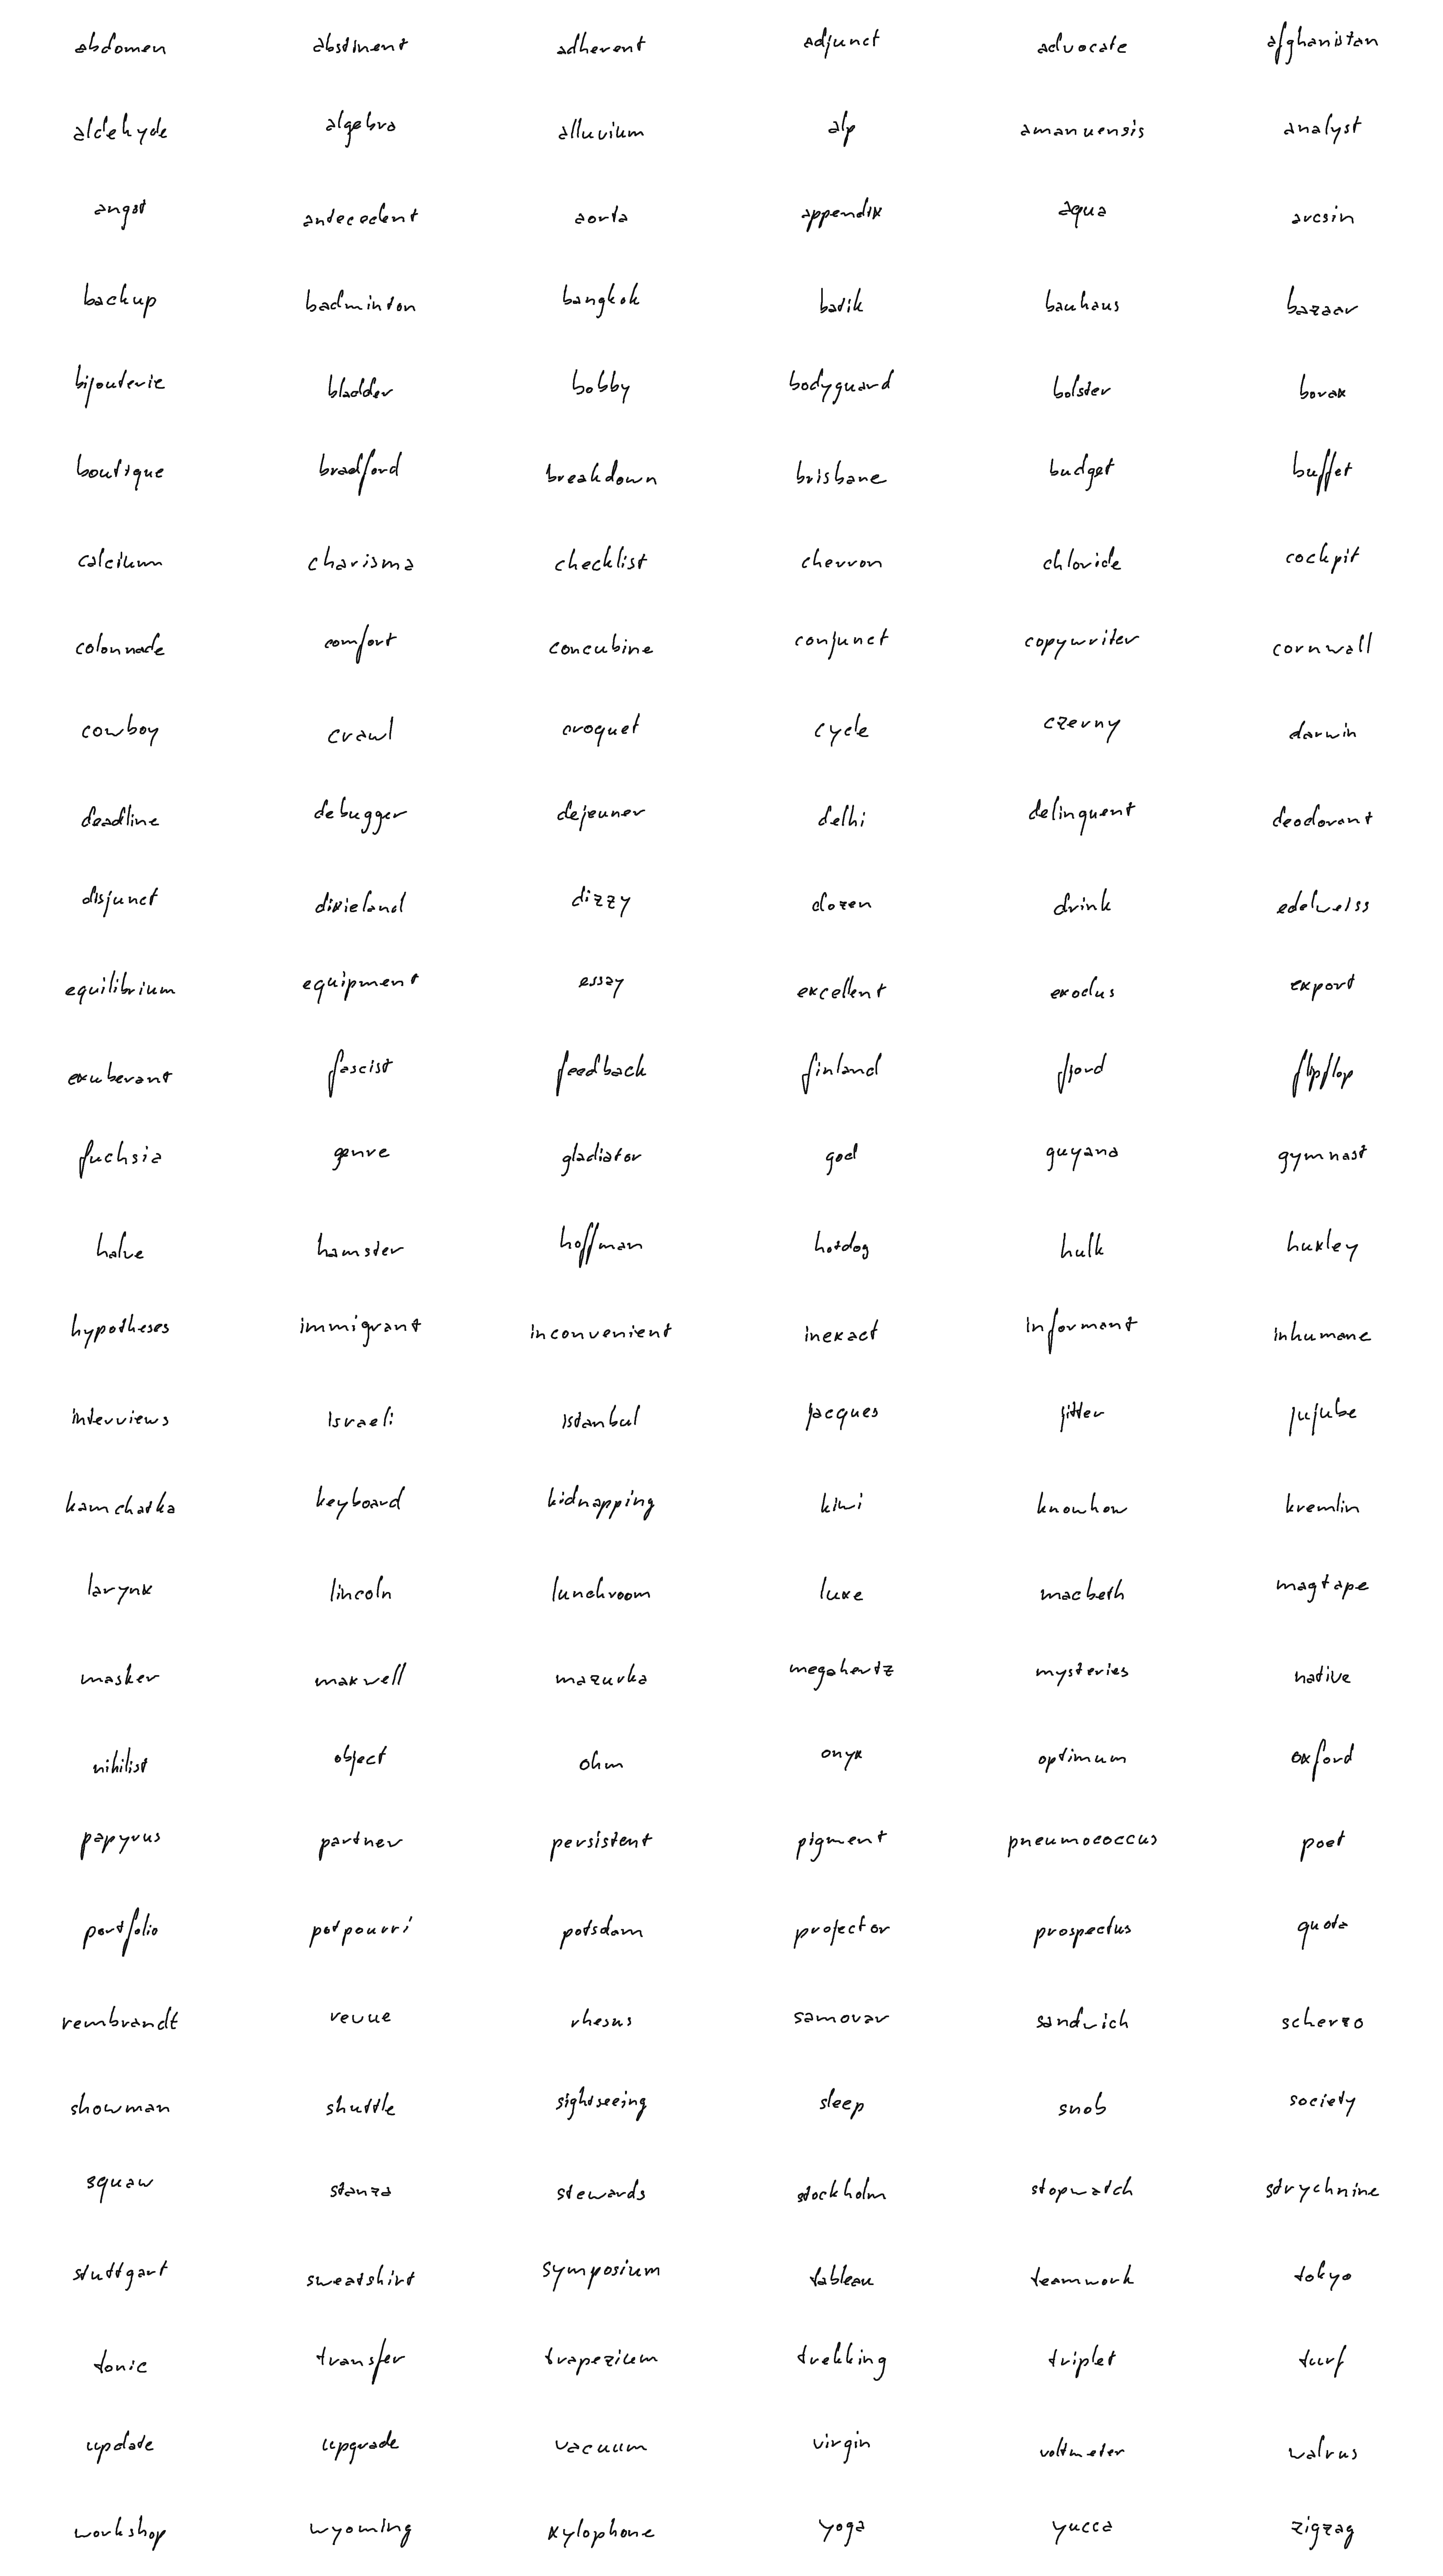 abdomen abstinent adherent adjunct advocate afghanistan
aldehyde algebra alluvium alp amanuensis analyst
angst antecedent aorta appendix aqua arcsin
backup badminton bangkok batik bauhaus bazaar
bijouterie bladder bobby bodyguard bolster borax
boutique bradford breakdown brisbane budget buffet
calcium charisma checklist chevron chloride cockpit
colonnade comfort concubine conjunct copywriter cornwall
cowboy crawl croquet cycle czerny darwin
deadline debugger dejeuner delhi delinquent deodorant
disjunct dixieland dizzy dozen drink edelweiss
equilibrium equipment essay excellent exodus export
exuberant fascist feedback finland fjord flipflop
fuchsia genre gladiator god guyana gymnast
halve hamster hoffman hotdog hulk huxley
hypotheses immigrant inconvenient inexact informant inhumane
interviews israeli istanbul jacques jitter jujube
kamchatka keyboard kidnapping kiwi knowhow kremlin
larynx lincoln lunchroom luxe macbeth magtape
masker maxwell mazurka megahertz mysteries native
nihilist object ohm onyx optimum oxford
papyrus partner persistent pigment pneumococcus poet
portfolio potpourri potsdam projector prospectus quota
rembrandt revue rhesus samovar sandwich scherzo
showman shuttle sightseeing sleep snob society
squaw stanza stewards stockholm stopwatch strychnine
stuttgart sweatshirt symposium tableau teamwork tokyo
tonic transfer trapezium trekking triplet turf
update upgrade vacuum virgin voltmeter walrus
workshop wyoming xylophone yoga yucca zigzag